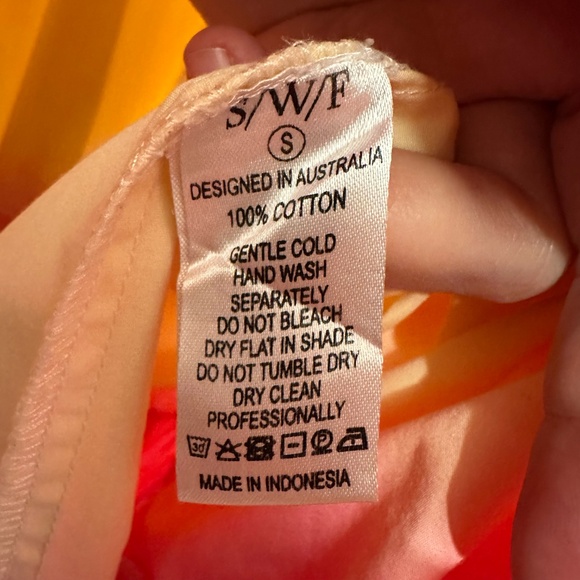 S/W/F
S
DESIGNED IN AUSTRALIA
100% COTTON
GENTLE COLD
HAND WASH
SEPARATELY
DO NOT BLEACH
DRY FLAT IN SHADE
DO NOT TUMBLE DRY
DRY CLEAN
PROFESSIONALLY
30 P
MADE IN INDONESIA